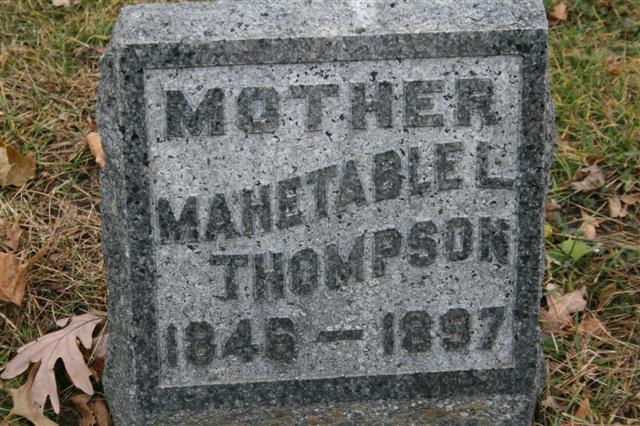 MOTHER
MAHETABLE L.
THOMPSON
1846 — 1897